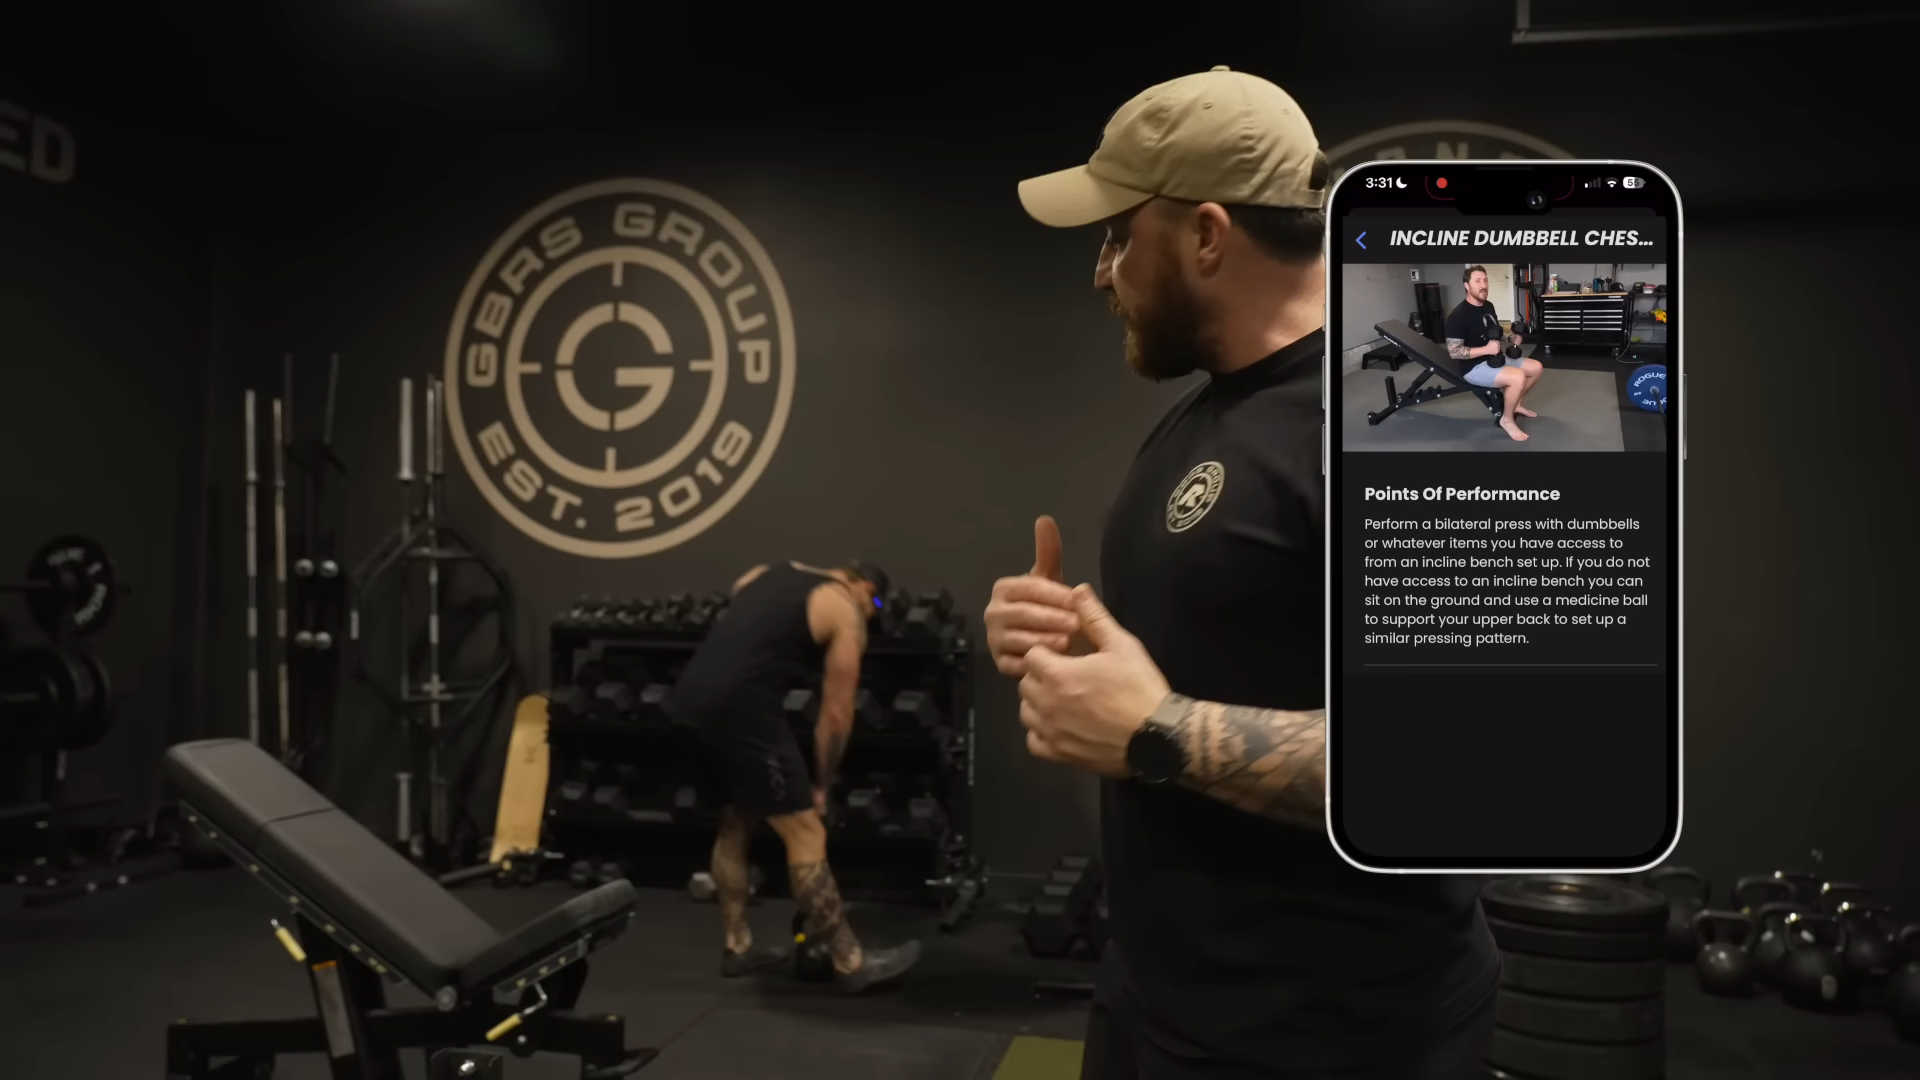 ED
GBRS GROUP
EST. 2019
G
R
3:31
INCLINE DUMBBELL CHES...
ROGUE
Points Of Performance
Perform a bilateral press with dumbbells
or whatever items you have access to
from an incline bench set up. If you do not
have access to an incline bench you can
sit on the ground and use a medicine ball
to support your upper back to set up a
similar pressing pattern.